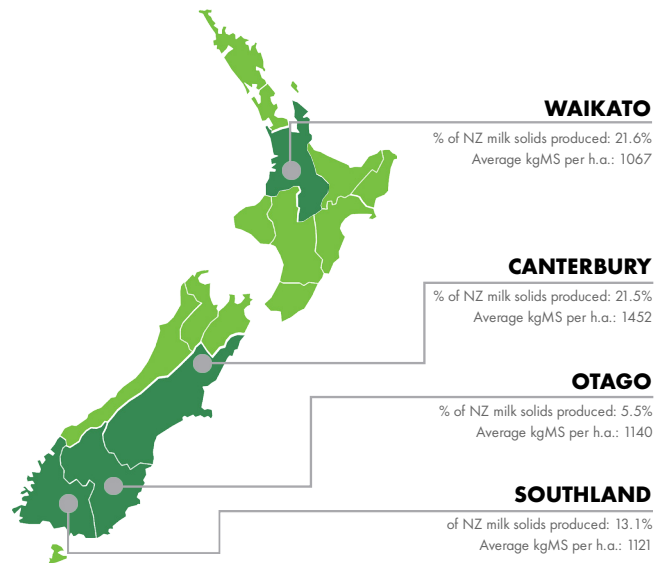 WAIKATO
% of NZ milk solids produced: 21.6%
Average kgMS per h.a.: 1067
CANTERBURY
% of NZ milk solids produced: 21.5%
Average kgMS per h.a.: 1452
OTAGO
% of NZ milk solids produced: 5.5%
Average kgMS per h.a.: 1140
SOUTHLAND
of NZ milk solids produced: 13.1%
Average kgMS per h.a.: 1121